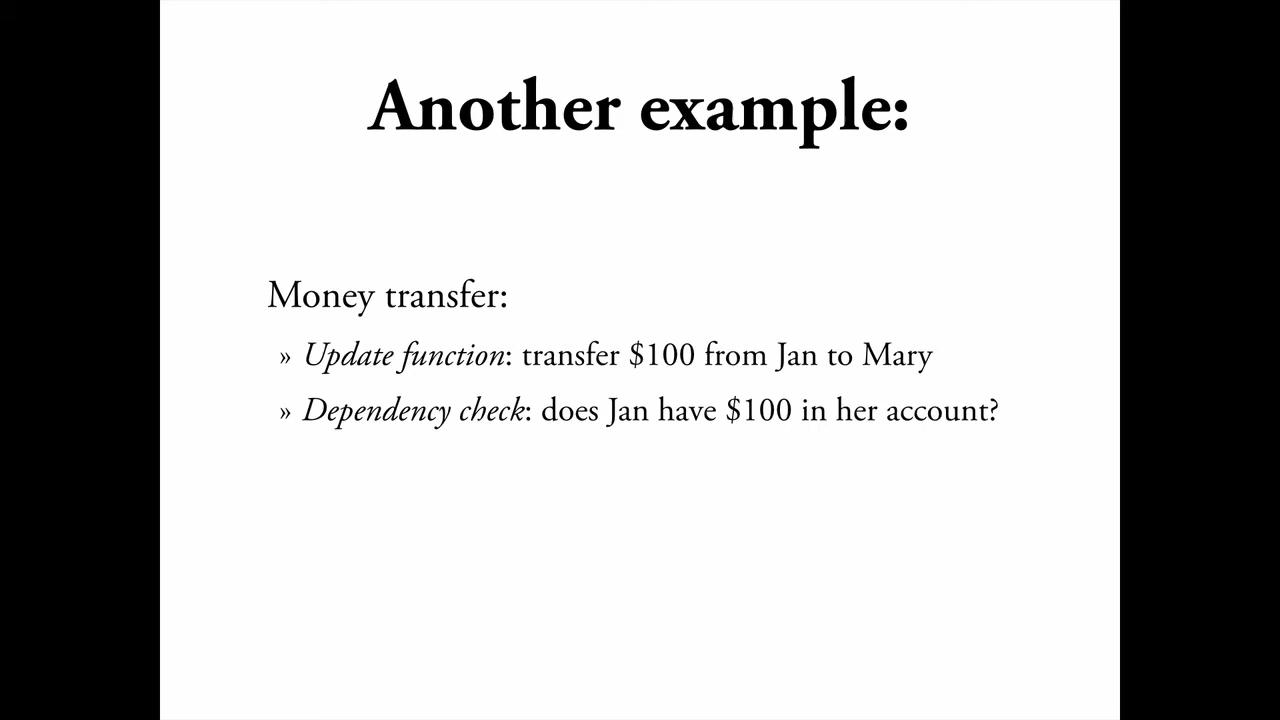 Another example:
Money transfer:
» Update function: transfer $100 from Jan to Mary
» Dependency check: does Jan have $100 in her account?